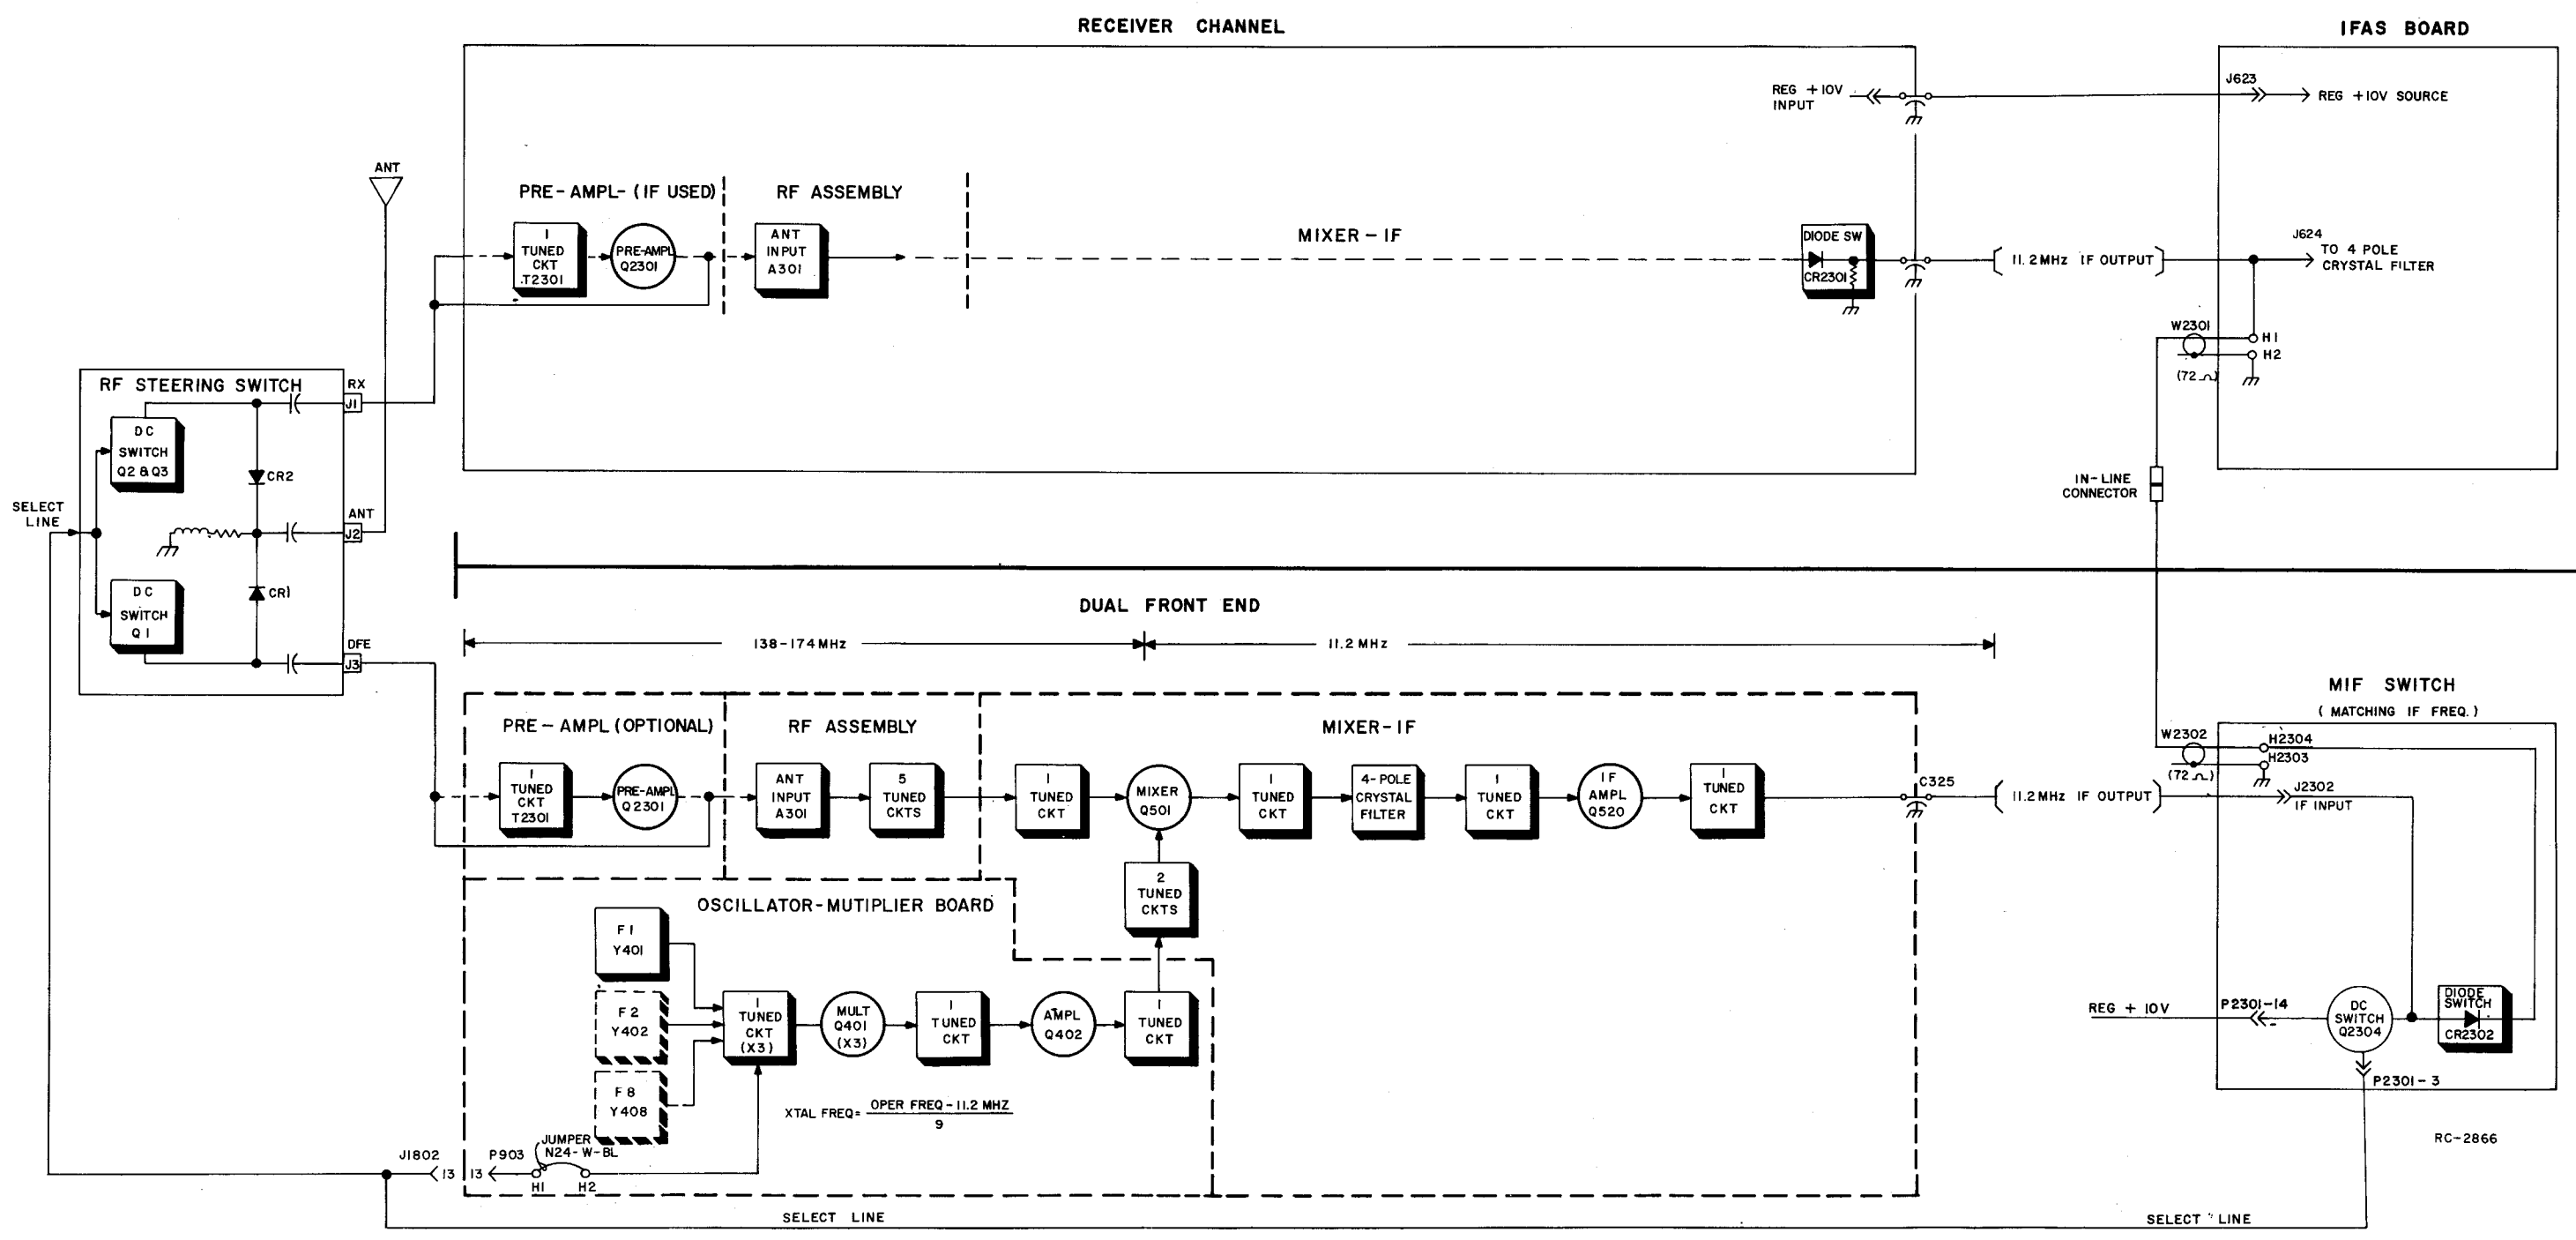 RECEIVER CHANNEL
IFAS BOARD
J623
REG +10V
INPUT
REG +10V SOURCE
ANT
PRE-AMPL-(IF USED)
RF ASSEMBLY
MIXER-IF
1
TUNED
CKT
T2301
PRE-AMPL
Q2301
ANT
INPUT
A301
DIODE SW
CR2301
11.2MHz IF OUTPUT
J624
TO 4 POLE
CRYSTAL FILTER
W2301
(72Ω)
H1
H2
RF STEERING SWITCH
RX
J1
DC
SWITCH
Q2 & Q3
CR2
SELECT
LINE
ANT
J2
DC
SWITCH
Q1
CR1
DFE
J3
IN-LINE
CONNECTOR
DUAL FRONT END
138-174MHz
11.2MHz
MIF SWITCH
(MATCHING IF FREQ.)
PRE-AMPL (OPTIONAL)
RF ASSEMBLY
MIXER-IF
W2302
(72Ω)
H2304
H2303
1
TUNED
CKT
T2301
PRE-AMPL
Q2301
ANT
INPUT
A301
5
TUNED
CKTS
1
TUNED
CKT
MIXER
Q501
1
TUNED
CKT
4-POLE
CRYSTAL
FILTER
1
TUNED
CKT
IF
AMPL
Q520
1
TUNED
CKT
C325
11.2MHz IF OUTPUT
J2302
IF INPUT
2
TUNED
CKTS
OSCILLATOR-MUTIPLIER BOARD
F1
Y401
F2
Y402
F8
Y408
1
TUNED
CKT
(X3)
MULT
Q401
(X3)
1
TUNED
CKT
AMPL
Q402
1
TUNED
CKT
REG + 10V
P2301-14
DC
SWITCH
Q2304
DIODE
SWITCH
CR2302
P2301-3
XTAL FREQ= OPER FREQ-11.2 MHZ
9
JUMPER
N24-W-BL
J1802
13
13
P903
H1
H2
RC-2866
SELECT LINE
SELECT LINE